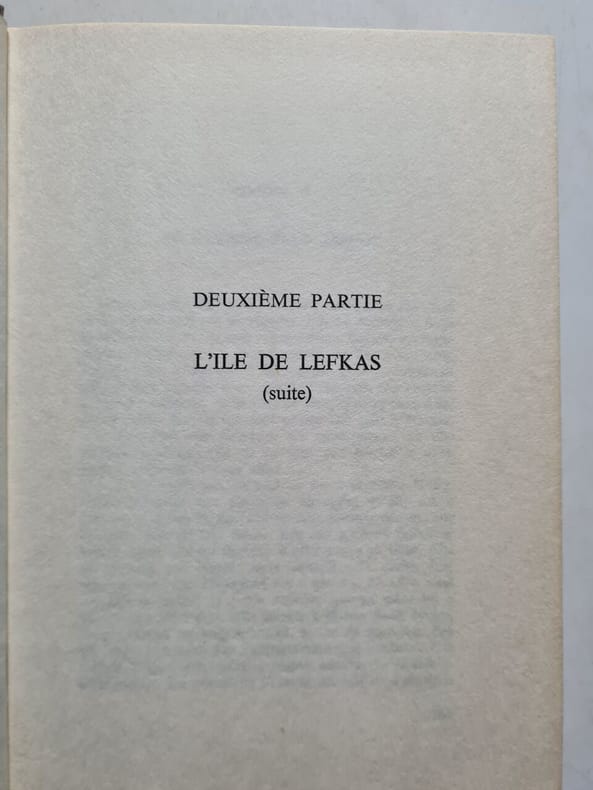 DEUXIÈME PARTIE
L'ILE DE LEFKAS
(suite)